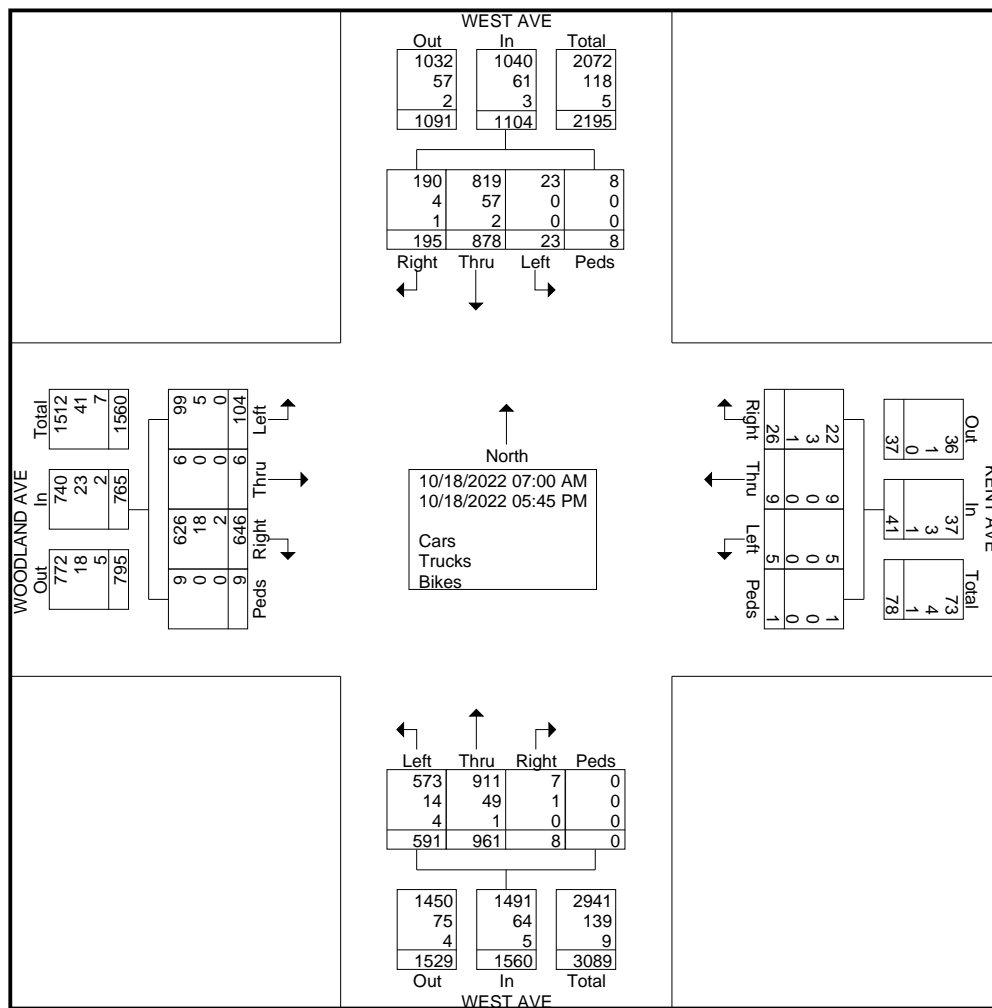 WEST AVE
Out In Total
1032 1040 2072
57 61 118
2 3 5
1091 1104 2195
190 819 23 8
4 57 0 0
1 2 0 0
195 878 23 8
Right Thru Left Peds
WOODLAND AVE
Total In Out
1512 740 772
41 23 18
7 2 5
1560 765 795
99 6 626 9
5 0 18 0
0 0 2 0
104 6 646 9
Left Thru Right Peds
North
10/18/2022 07:00 AM
10/18/2022 05:45 PM
Cars
Trucks
Bikes
Right Thru Left Peds
22 9 5 1
3 0 0 0
1 0 0 0
26 9 5 1
KENT AVE
Out In Total
36 37 73
1 3 4
0 1 1
37 41 78
Left Thru Right Peds
573 911 7 0
14 49 1 0
4 1 0 0
591 961 8 0
1450 1491 2941
75 64 139
4 5 9
1529 1560 3089
Out In Total
WEST AVE